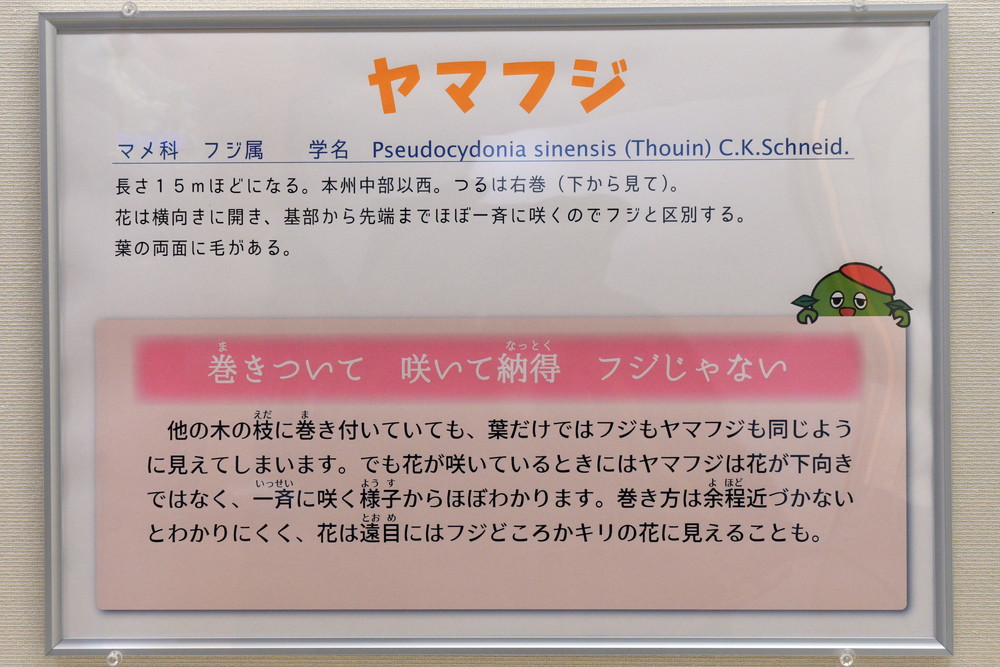 ヤマフジ
マメ科　フジ属　　学名　Pseudocydonia sinensis (Thouin) C.K.Schneid.
長さ１５ｍほどになる。本州中部以西。つるは右巻（下から見て）。
花は横向きに開き、基部から先端までほぼ一斉に咲くのでフジと区別する。
葉の両面に毛がある。
巻きついて　咲いて納得　フジじゃない
他の木の枝に巻き付いていても、葉だけではフジもヤマフジも同じよう
に見えてしまいます。でも花が咲いているときにはヤマフジは花が下向き
ではなく、一斉に咲く様子からほぼわかります。巻き方は余程近づかない
とわかりにくく、花は遠目にはフジどころかキリの花に見えることも。